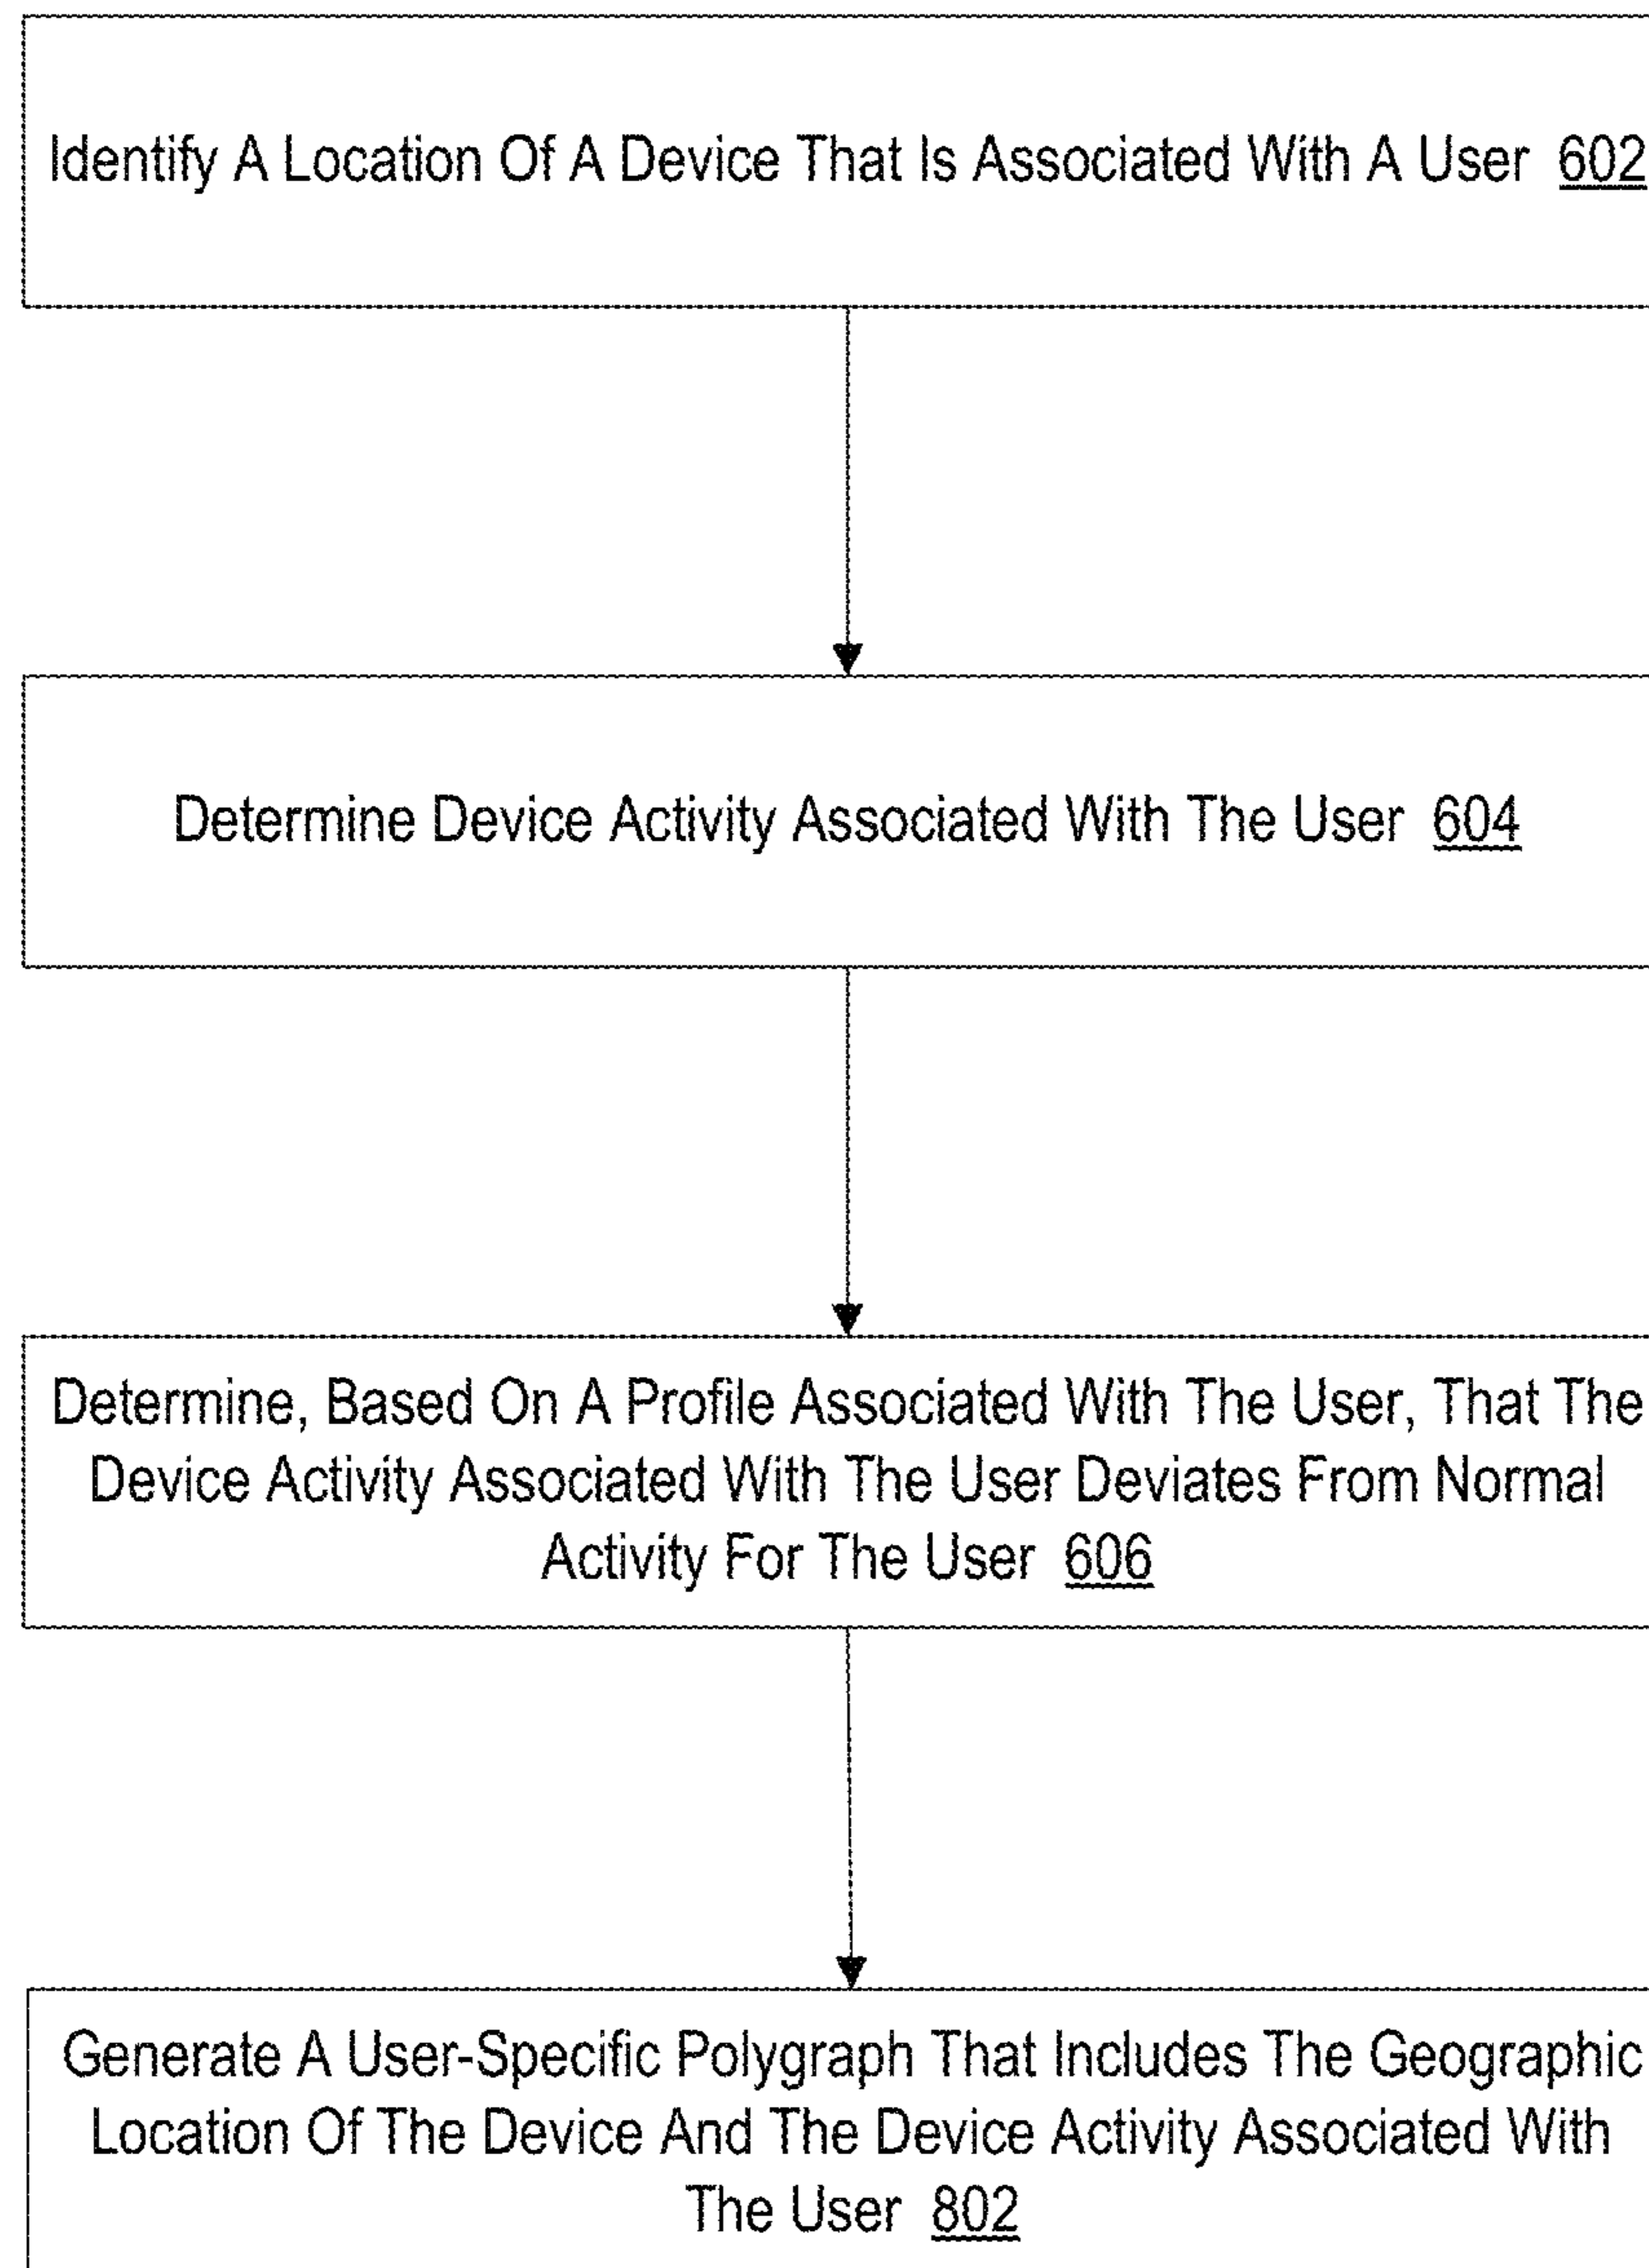 Identify A Location Of A Device That Is Associated With A User 602
Determine Device Activity Associated With The User 604
Determine, Based On A Profile Associated With The User, That The
Device Activity Associated With The User Deviates From Normal
Activity For The User 606
Generate A User-Specific Polygraph That Includes The Geographic
Location Of The Device And The Device Activity Associated With
The User 802